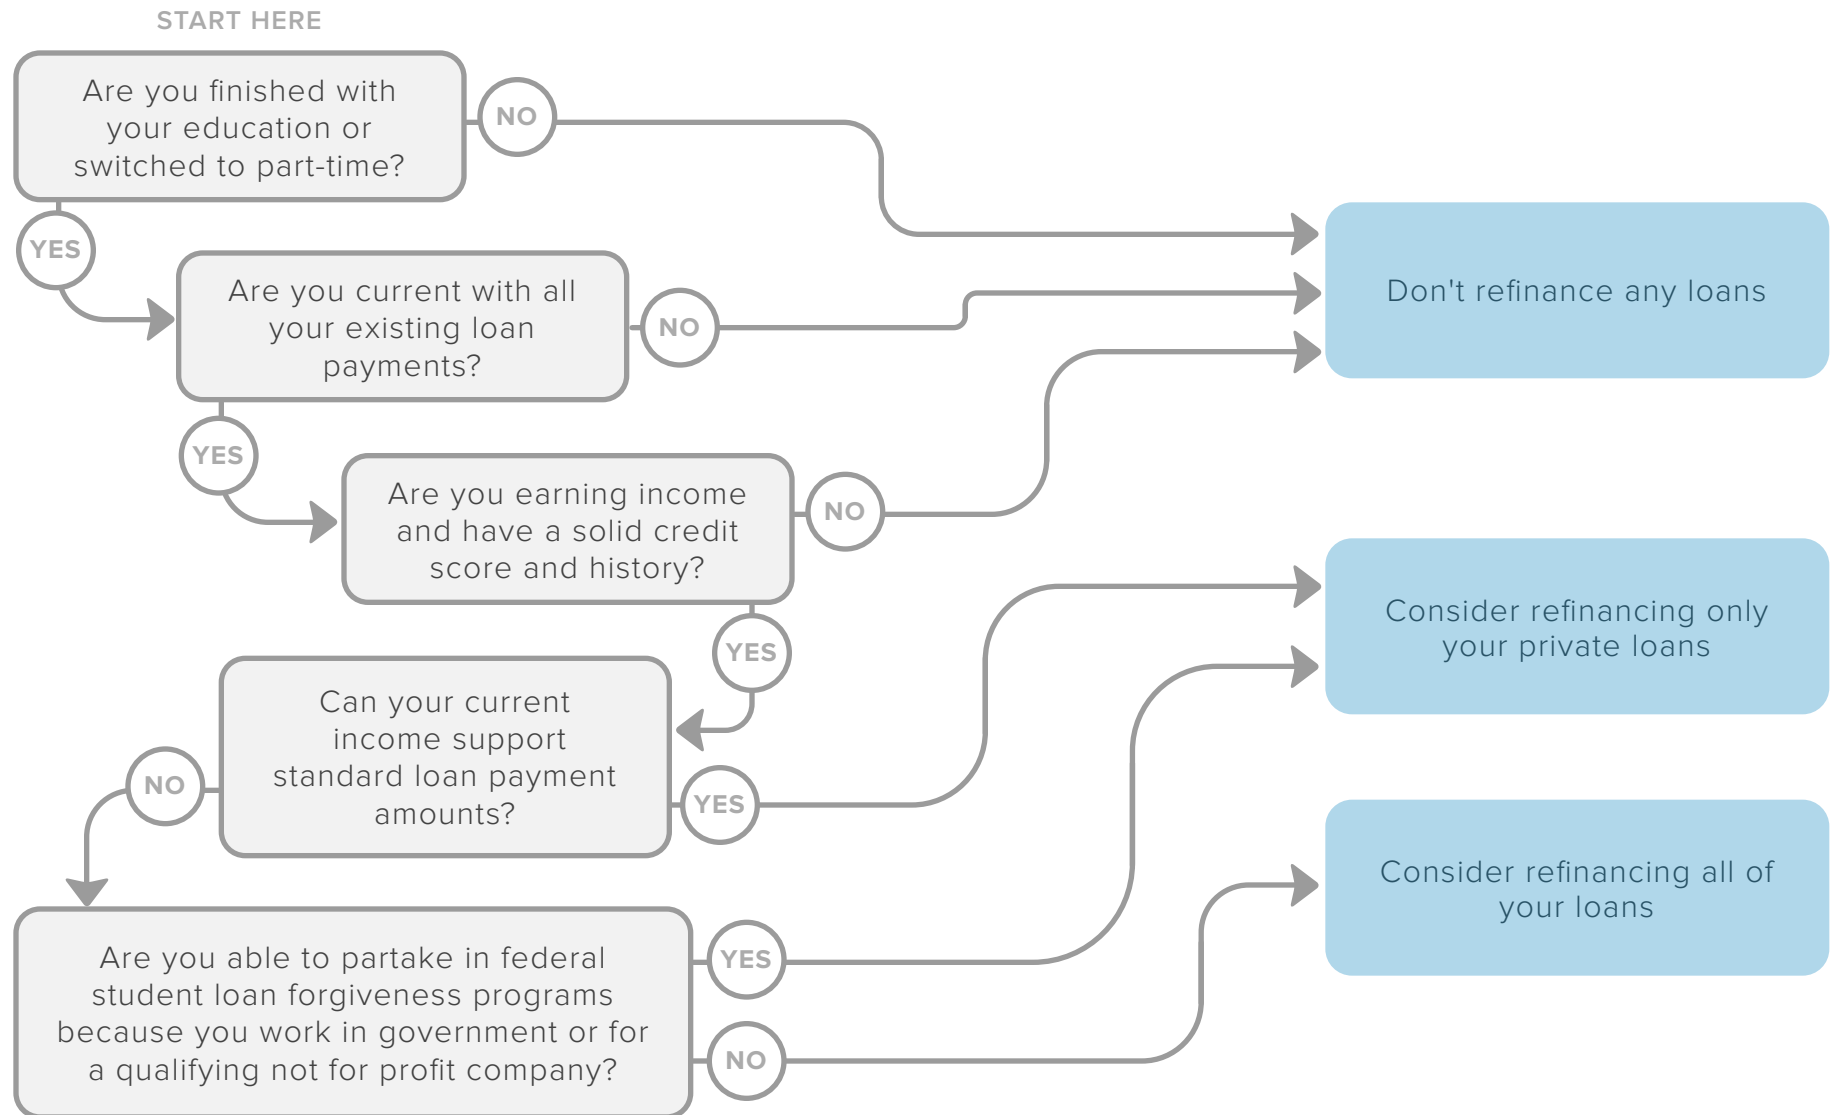 START HERE
Are you finished with
your education or
switched to part-time?
NO
YES
Are you current with all
your existing loan
payments?
NO
Don't refinance any loans
YES
Are you earning income
and have a solid credit
score and history?
NO
YES
Consider refinancing only
your private loans
Can your current
income support
standard loan payment
amounts?
NO
YES
Consider refinancing all of
your loans
Are you able to partake in federal
student loan forgiveness programs
because you work in government or for
a qualifying not for profit company?
YES
NO